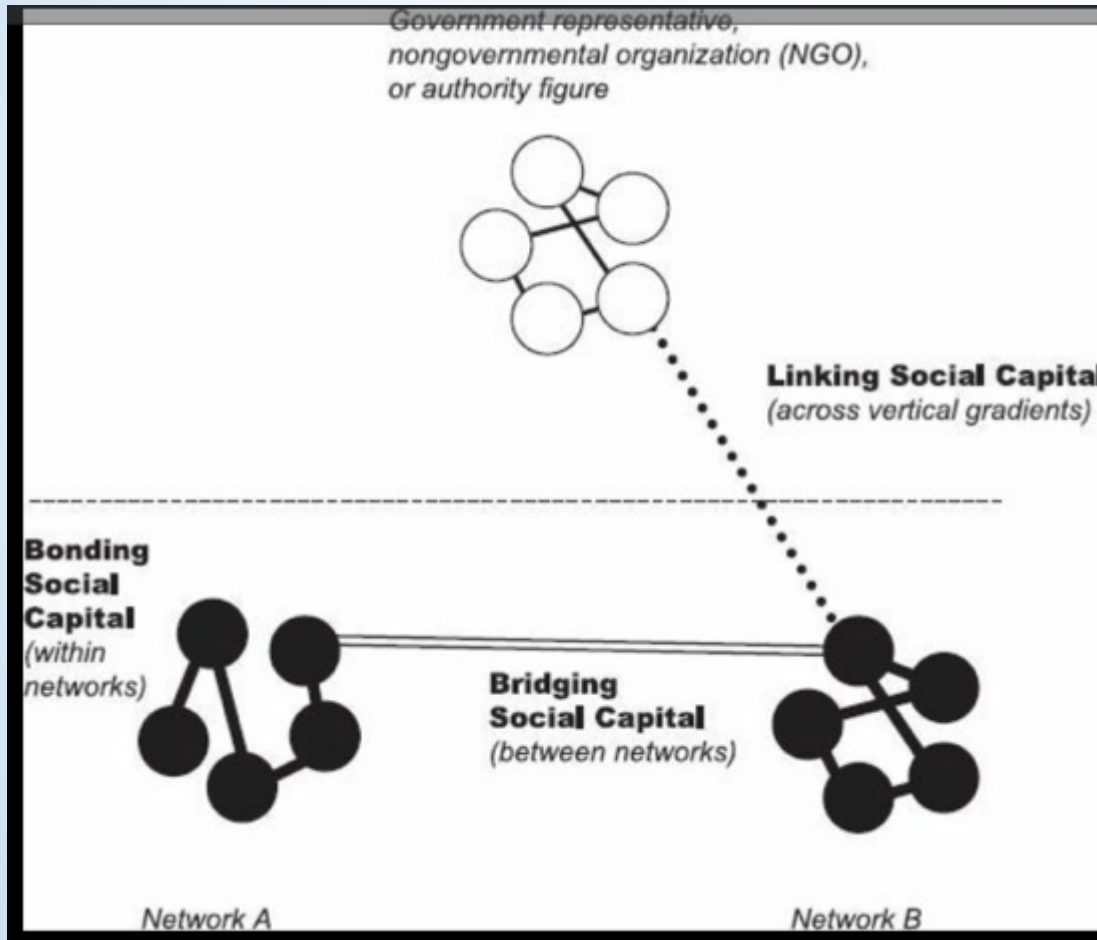 Government representative,
nongovernmental organization (NGO),
or authority figure
Linking Social Capital
(across vertical gradients)
Bonding
Social
Capital
(within
networks)
Bridging
Social Capital
(between networks)
Network A
Network B